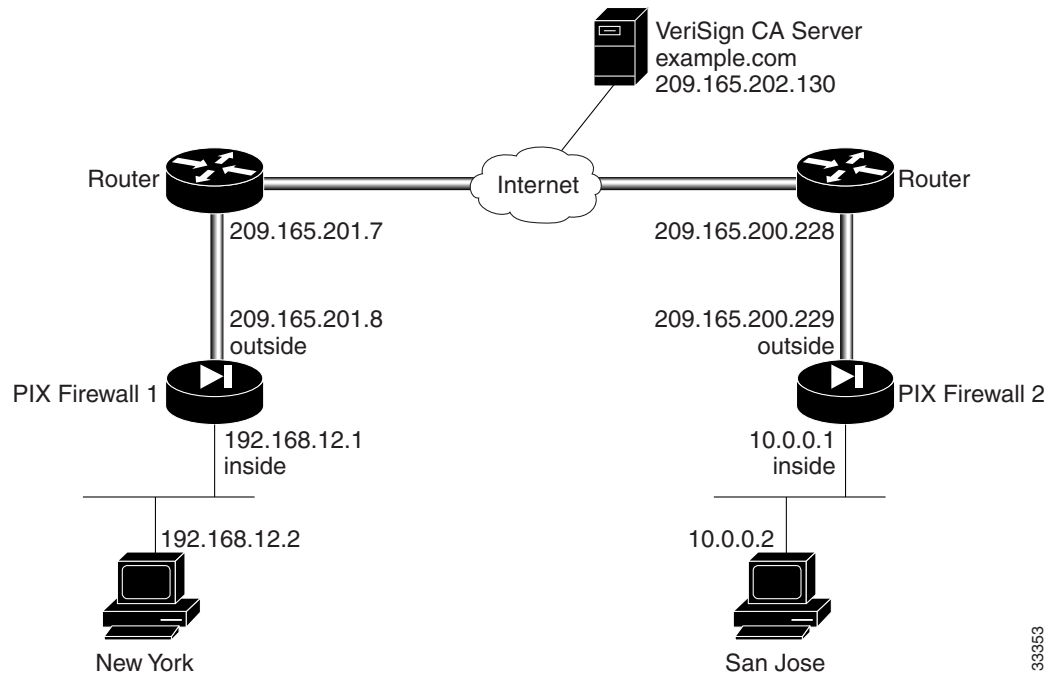 VeriSign CA Server
example.com
209.165.202.130
Router
Internet
Router
209.165.201.7
209.165.200.228
209.165.201.8
outside
209.165.200.229
outside
PIX Firewall 1
PIX Firewall 2
192.168.12.1
inside
10.0.0.1
inside
192.168.12.2
10.0.0.2
New York
San Jose
33353